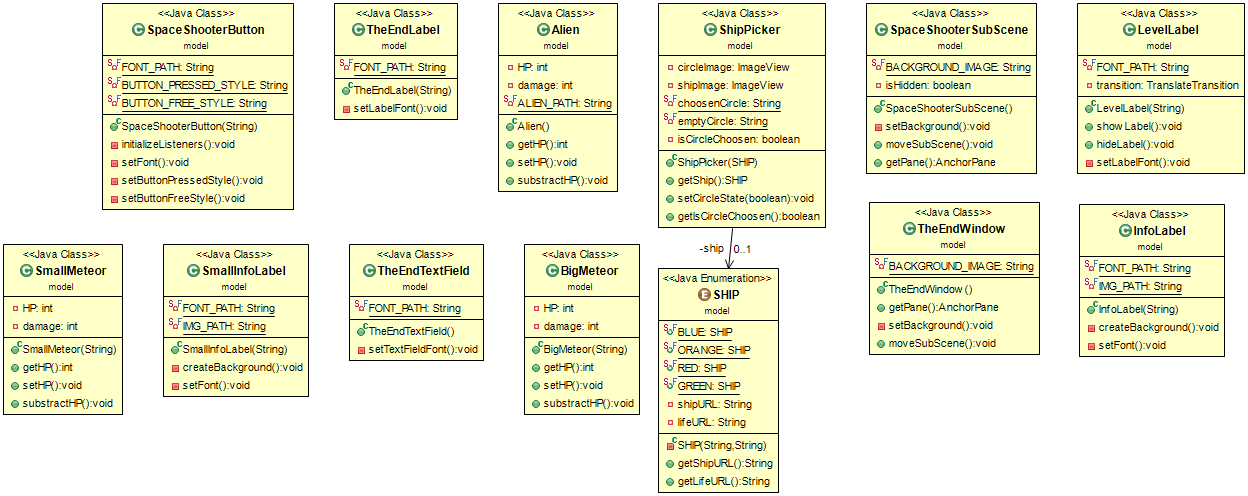 <<Java Class>>
SpaceShooterButton
model
FONT_PATH: String
BUTTON_PRESSED_STYLE: String
BUTTON_FREE_STYLE: String
SpaceShooterButton(String)
initializeListeners():void
setFont():void
setButtonPressedStyle():void
setButtonFreeStyle():void
<<Java Class>>
TheEndLabel
model
FONT_PATH: String
TheEndLabel(String)
setLabelFont():void
<<Java Class>>
Alien
model
HP: int
damage: int
ALIEN_PATH: String
Alien()
getHP():int
setHP():void
substractHP():void
<<Java Class>>
ShipPicker
model
circleImage: ImageView
shipImage: ImageView
choosenCircle: String
emptyCircle: String
isCircleChoosen: boolean
ShipPicker(SHIP)
getShip():SHIP
setCircleState(boolean):void
getIsCircleChoosen():boolean
<<Java Class>>
SpaceShooterSubScene
model
BACKGROUND_IMAGE: String
isHidden: boolean
SpaceShooterSubScene()
setBackground():void
moveSubScene():void
getPane():AnchorPane
<<Java Class>>
LevelLabel
model
FONT_PATH: String
transition: TranslateTransition
LevelLabel(String)
showLabel():void
hideLabel():void
setLabelFont():void
<<Java Class>>
SmallMeteor
model
HP: int
damage: int
SmallMeteor(String)
getHP():int
setHP():void
substractHP():void
<<Java Class>>
SmallInfoLabel
model
FONT_PATH: String
IMG_PATH: String
SmallInfoLabel(String)
createBackground():void
setFont():void
<<Java Class>>
TheEndTextField
model
FONT_PATH: String
TheEndTextField()
setTextFieldFont():void
<<Java Class>>
BigMeteor
model
HP: int
damage: int
BigMeteor(String)
getHP():int
setHP():void
substractHP():void
-ship 0..1
<<Java Enumeration>>
SHIP
model
BLUE: SHIP
ORANGE: SHIP
RED: SHIP
GREEN: SHIP
shipURL: String
lifeURL: String
SHIP(String,String)
getShipURL():String
getLifeURL():String
<<Java Class>>
TheEndWindow
model
BACKGROUND_IMAGE: String
TheEndWindow()
getPane():AnchorPane
setBackground():void
moveSubScene():void
<<Java Class>>
InfoLabel
model
FONT_PATH: String
IMG_PATH: String
InfoLabel(String)
createBackground():void
setFont():void